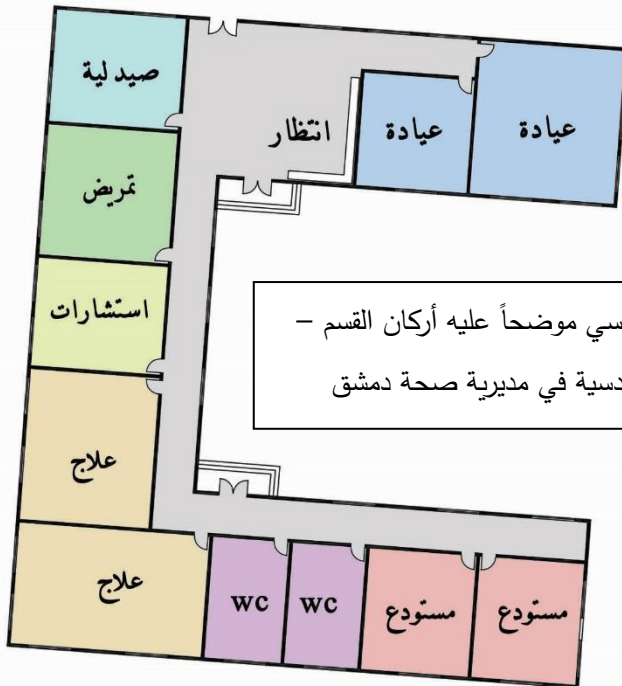 صيدلية
عيادة
عيادة
انتظار
تمريض
استشارات
سي موضحاً عليه أركان القسم –
دسية في مديرية صحة دمشق
علاج
علاج
wc
wc
مستودع
مستودع